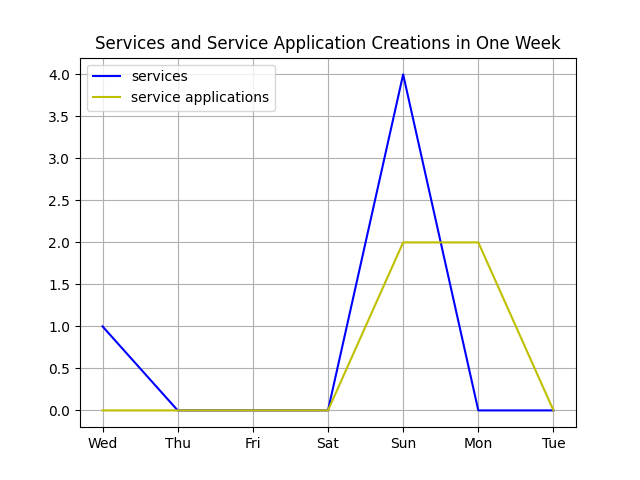 Services and Service Application Creations in One Week
services
service applications
4.0
3.5
3.0
2.5
2.0
1.5
1.0
0.5
0.0
Wed Thu Fri Sat Sun Mon Tue